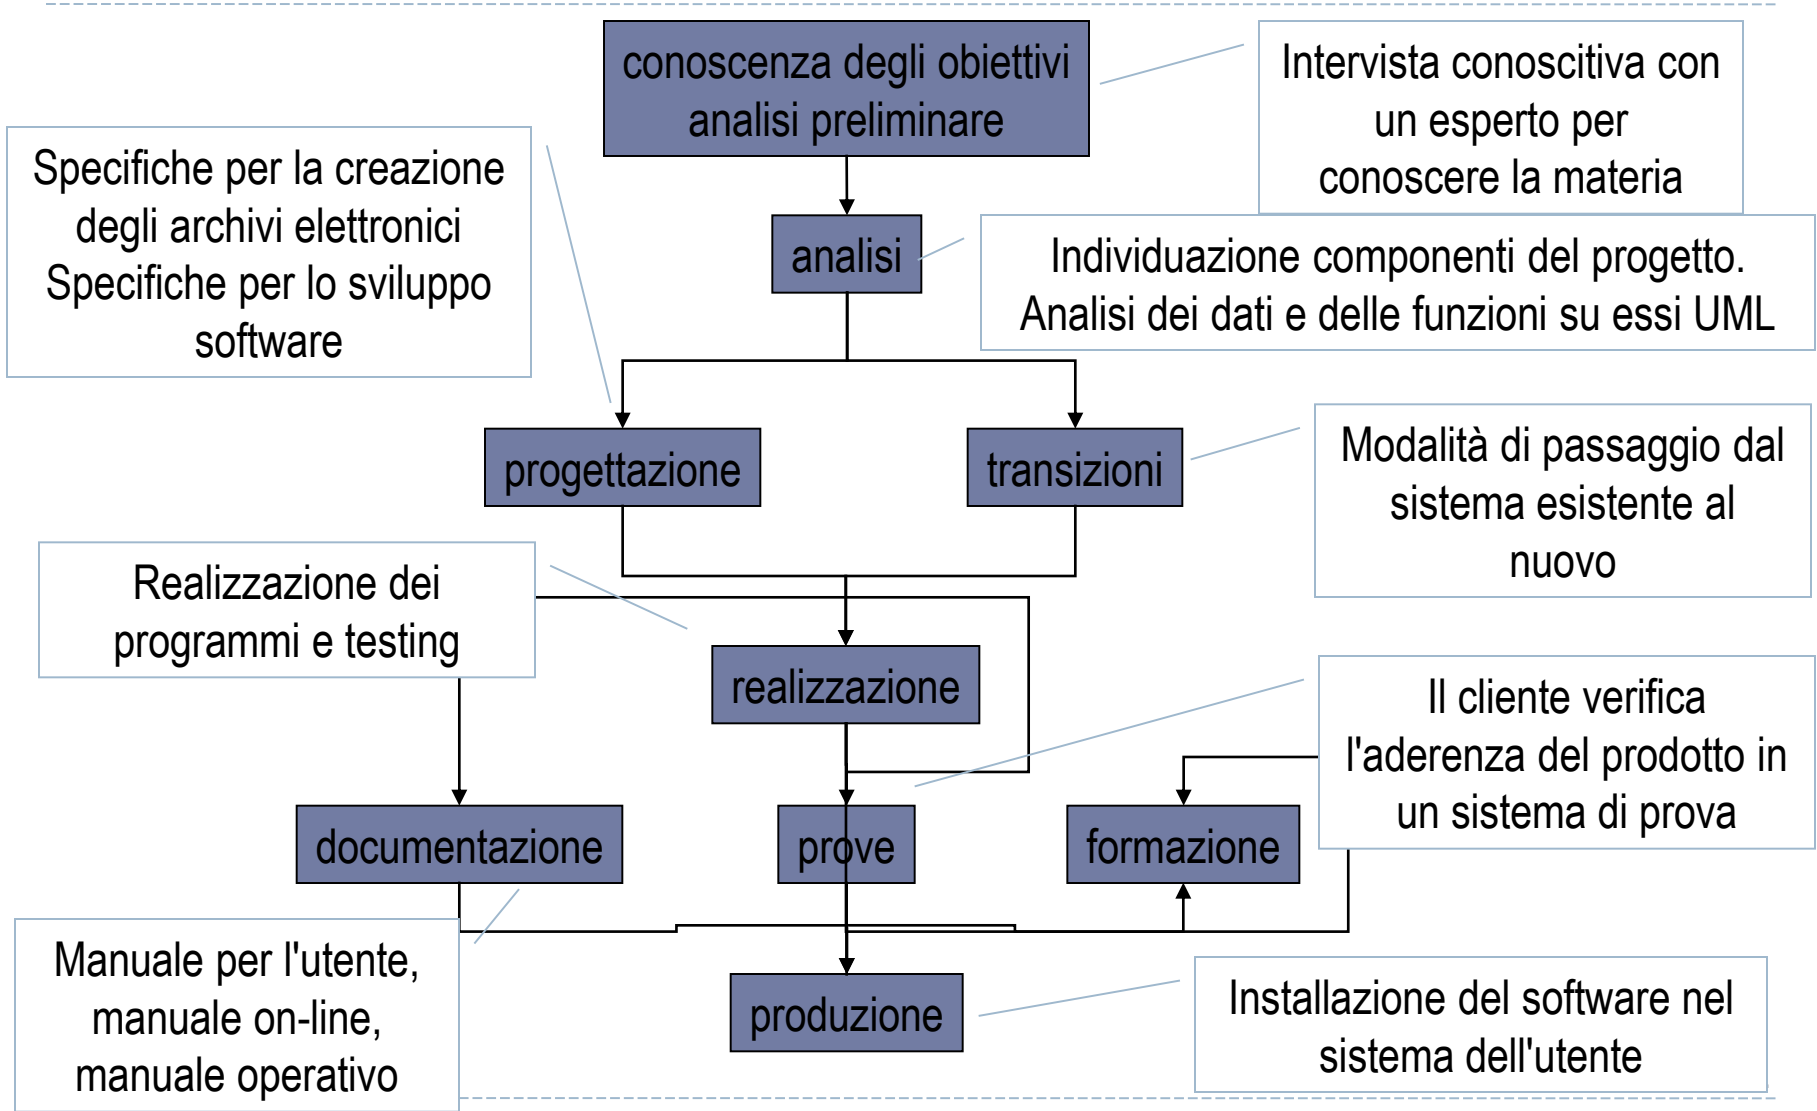 conoscenza degli obiettivi
analisi preliminare
Intervista conoscitiva con
un esperto per
conoscere la materia
Specifiche per la creazione
degli archivi elettronici
Specifiche per lo sviluppo
software
analisi
Individuazione componenti del progetto.
Analisi dei dati e delle funzioni su essi UML
progettazione
transizioni
Modalità di passaggio dal
sistema esistente al
nuovo
Realizzazione dei
programmi e testing
realizzazione
Il cliente verifica
l'aderenza del prodotto in
un sistema di prova
documentazione
prove
formazione
Manuale per l'utente,
manuale on-line,
manuale operativo
produzione
Installazione del software nel
sistema dell'utente